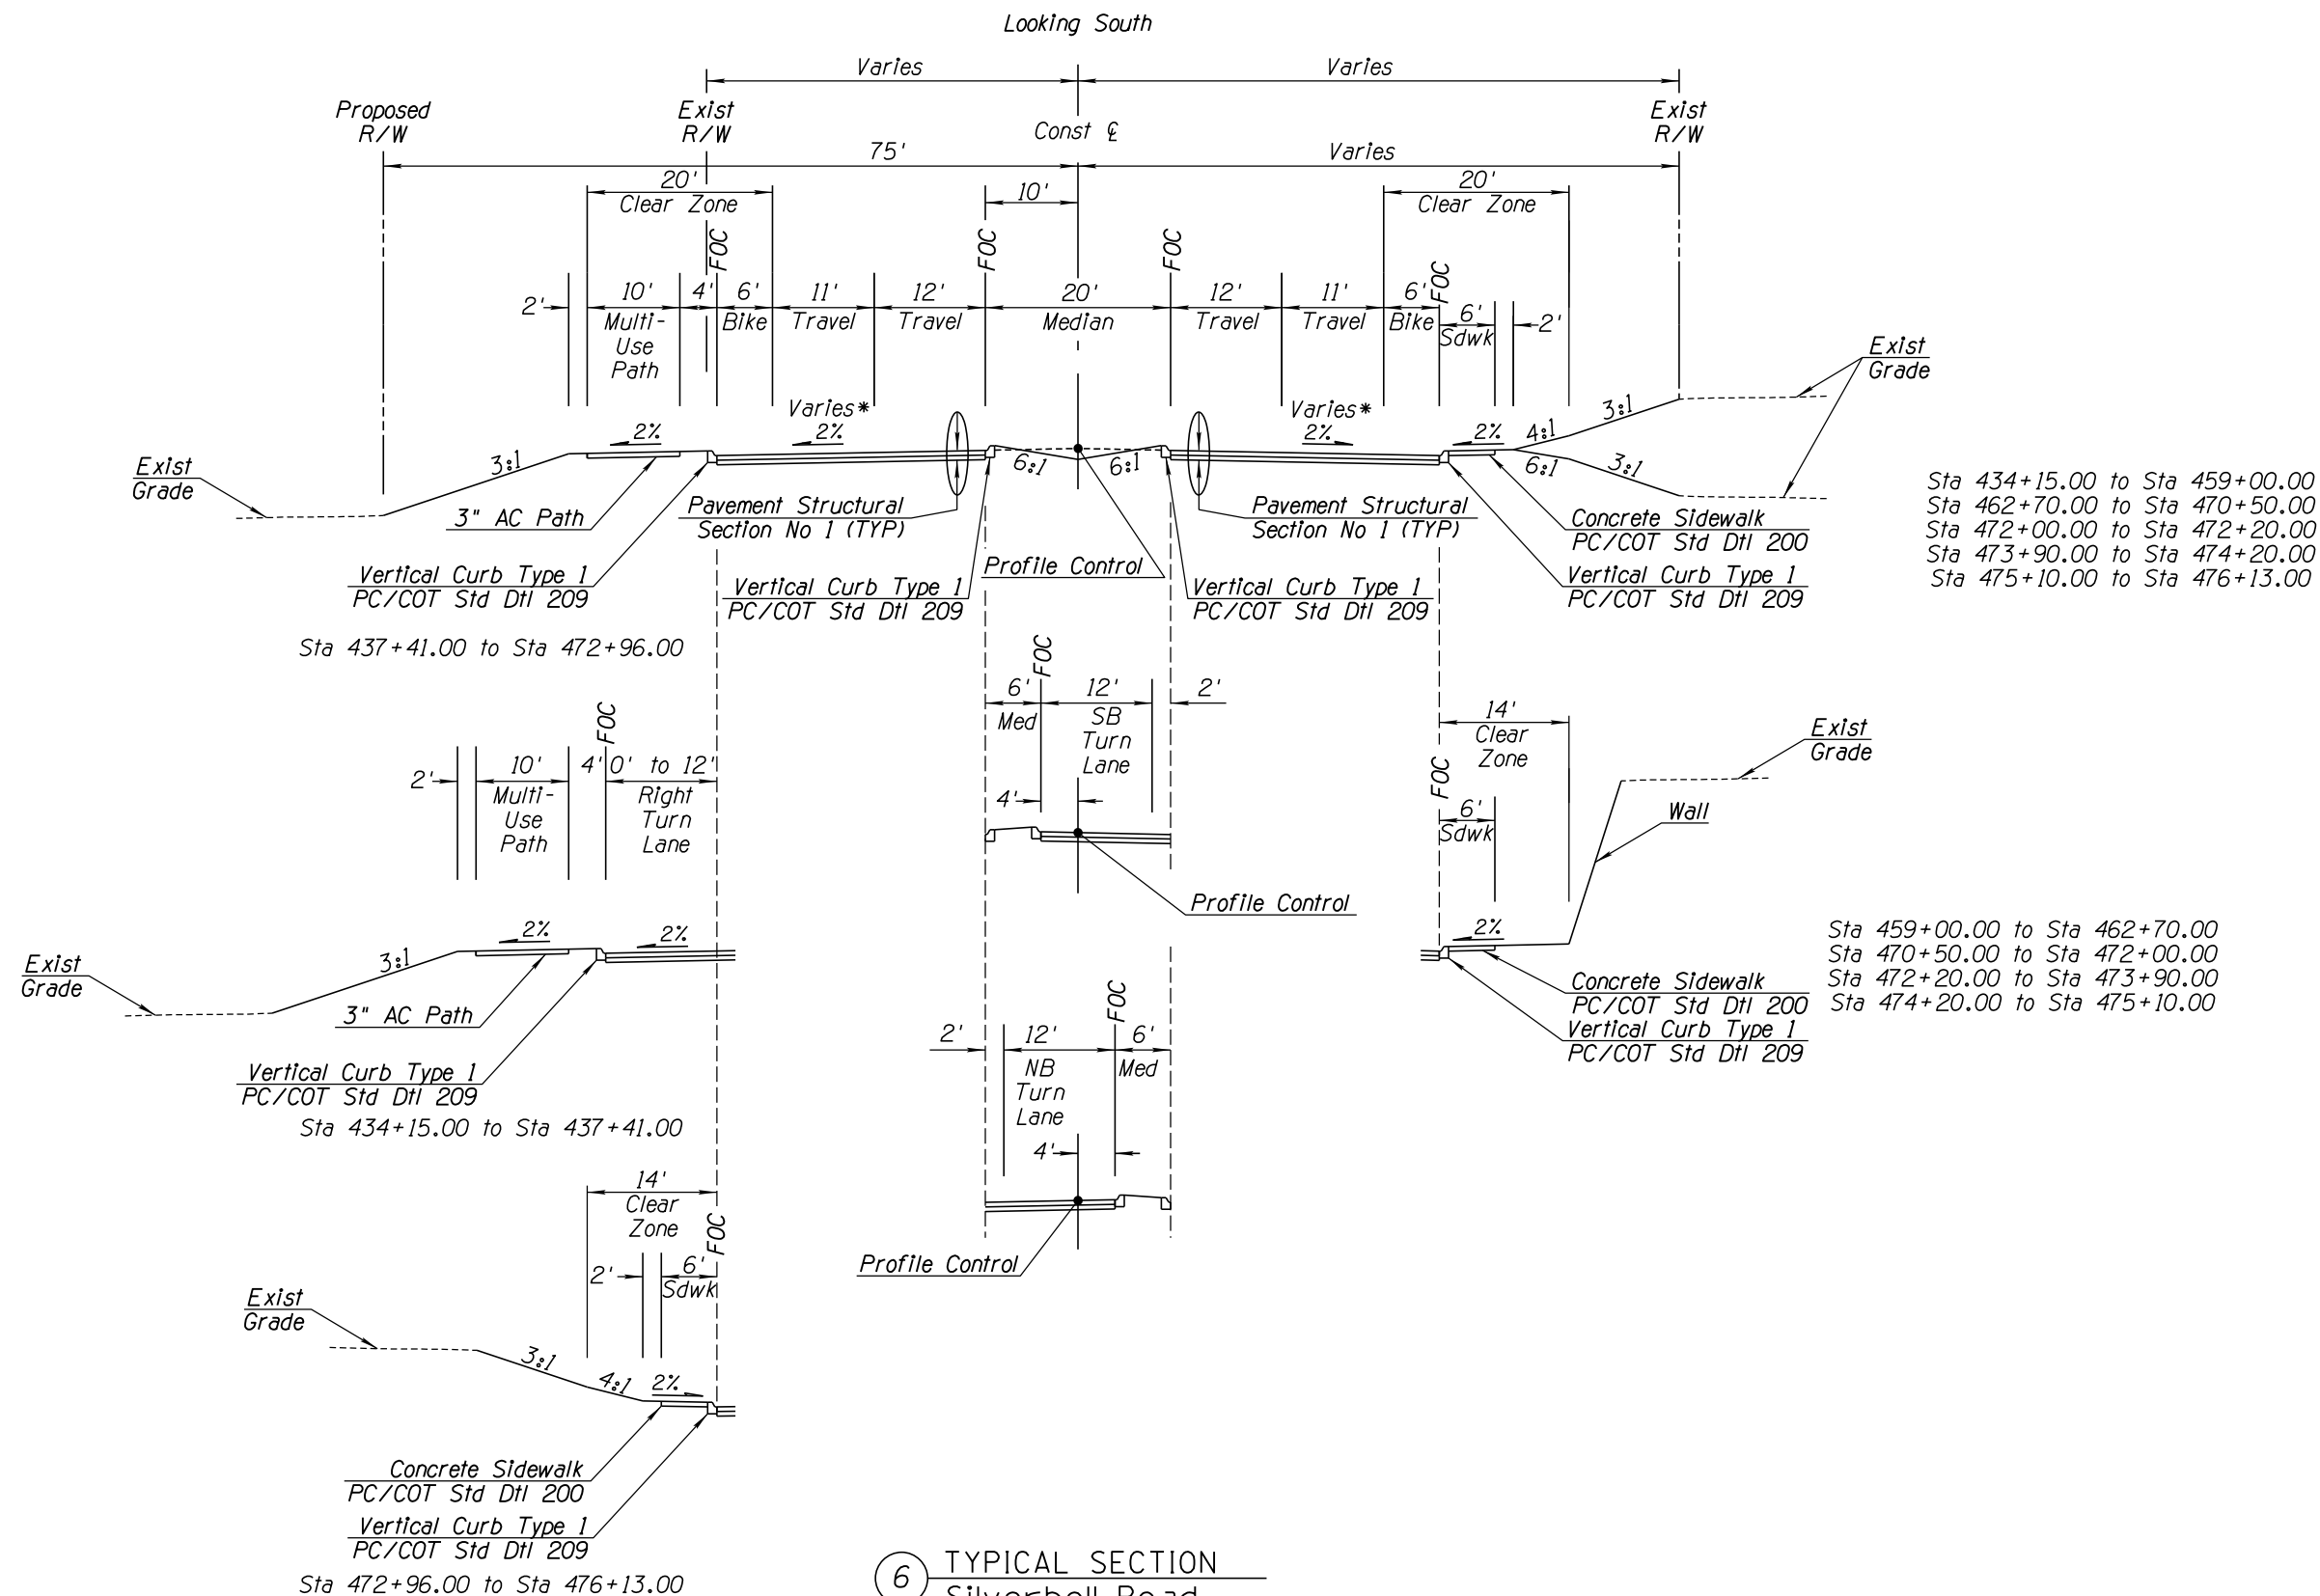 Looking South
Varies
Varies
Proposed
R/W
Exist
R/W
Const ℄
Exist
R/W
75'
Varies
20'
Clear Zone
10'
20'
Clear Zone
FOC
FOC
FOC
FOC
2'
10'
Multi-
Use
Path
4'
6'
Bike
11'
Travel
12'
Travel
20'
Median
12'
Travel
11'
Travel
6'
Bike
6'
Sdwk
2'
Exist
Grade
Varies*
Varies*
2%
2%
2%
2%
3:1
6:1
6:1
4:1
3:1
6:1
3:1
Exist
Grade
3" AC Path
Pavement Structural
Section No 1 (TYP)
Pavement Structural
Section No 1 (TYP)
Concrete Sidewalk
PC/COT Std Dtl 200
Sta 434+15.00 to Sta 459+00.00
Sta 462+70.00 to Sta 470+50.00
Sta 472+00.00 to Sta 472+20.00
Sta 473+90.00 to Sta 474+20.00
Sta 475+10.00 to Sta 476+13.00
Vertical Curb Type 1
PC/COT Std Dtl 209
Vertical Curb Type 1
PC/COT Std Dtl 209
Profile Control
Vertical Curb Type 1
PC/COT Std Dtl 209
Vertical Curb Type 1
PC/COT Std Dtl 209
Sta 437+41.00 to Sta 472+96.00
FOC
6'
Med
12'
SB
Turn
Lane
2'
4'
Profile Control
FOC
2'
10'
Multi-
Use
Path
4'
0' to 12'
Right
Turn
Lane
14'
Clear
Zone
FOC
6'
Sdwk
Exist
Grade
Wall
2%
2%
3:1
Exist
Grade
3" AC Path
Vertical Curb Type 1
PC/COT Std Dtl 209
Sta 434+15.00 to Sta 437+41.00
2%
Concrete Sidewalk
PC/COT Std Dtl 200
Vertical Curb Type 1
PC/COT Std Dtl 209
Sta 459+00.00 to Sta 462+70.00
Sta 470+50.00 to Sta 472+00.00
Sta 472+20.00 to Sta 473+90.00
Sta 474+20.00 to Sta 475+10.00
FOC
2'
12'
NB
Turn
Lane
6'
Med
4'
Profile Control
14'
Clear
Zone
FOC
2'
6'
Sdwk
Exist
Grade
3:1
4:1
2%
Concrete Sidewalk
PC/COT Std Dtl 200
Vertical Curb Type 1
PC/COT Std Dtl 209
Sta 472+96.00 to Sta 476+13.00
6
TYPICAL SECTION
Silverbell Road